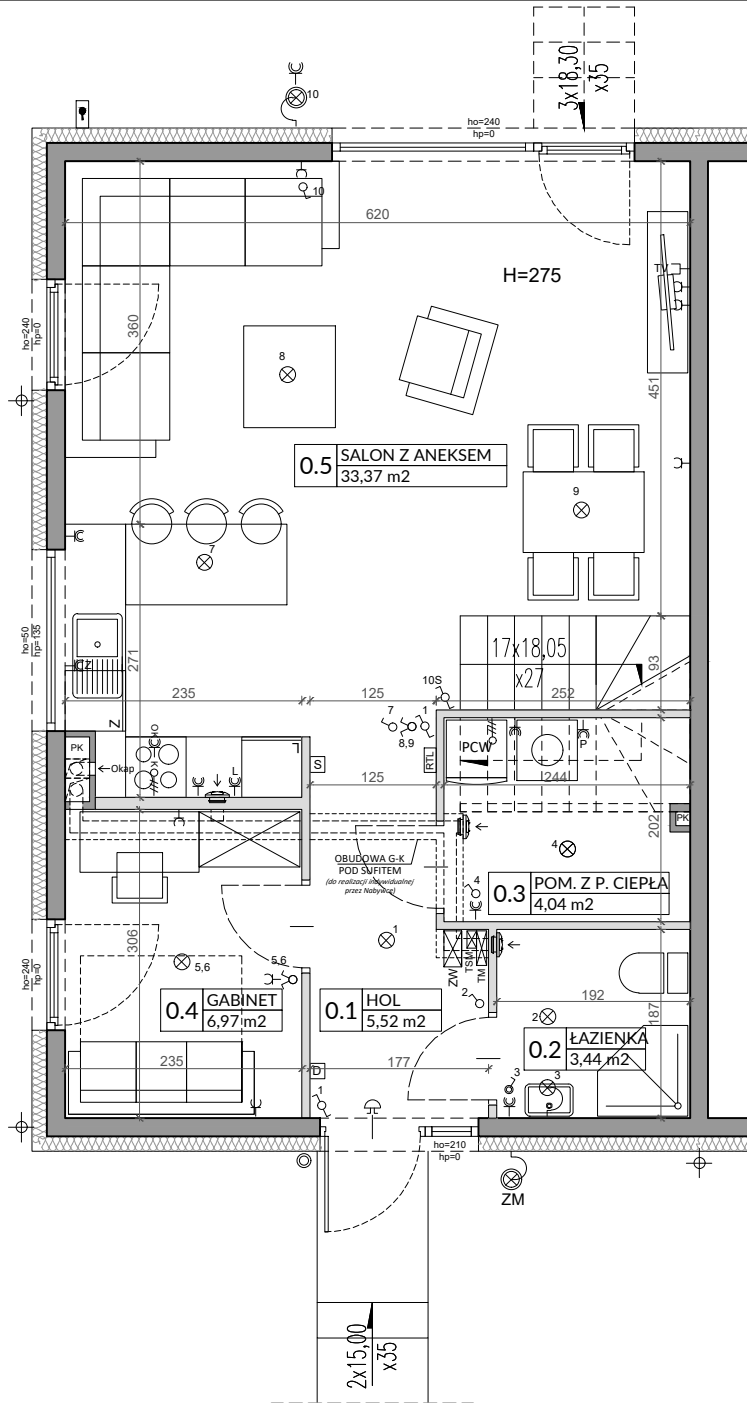 3x18,30
x35
10
ho=240
hp=0
10
620
H=275
TV
ho=240
hp=0
360
8
451
0.5
SALON Z ANEKSEM
33,37 m2
9
7
ho=50
hp=135
CZ
271
17x18,05
x27
93
235
125
10S
252
7
1
8,9
Z
PK
Okap
OK
K
L
S
RTL
PCW
P
125
244
202
PK
OBUDOWA G-K
POD SUFITEM
(do realizacji indywidualnej
przez Nabywcę)
4
4
0.3
POM. Z P. CIEPŁA
4,04 m2
306
ho=240
hp=0
1
5,6
5,6
ZW
TSM
TM
2
0.4
GABINET
6,97 m2
0.1
HOL
5,52 m2
192
187
2
0.2
ŁAZIENKA
3,44 m2
235
D
177
3
3
1
ho=210
hp=0
ZM
2x15,00
x35